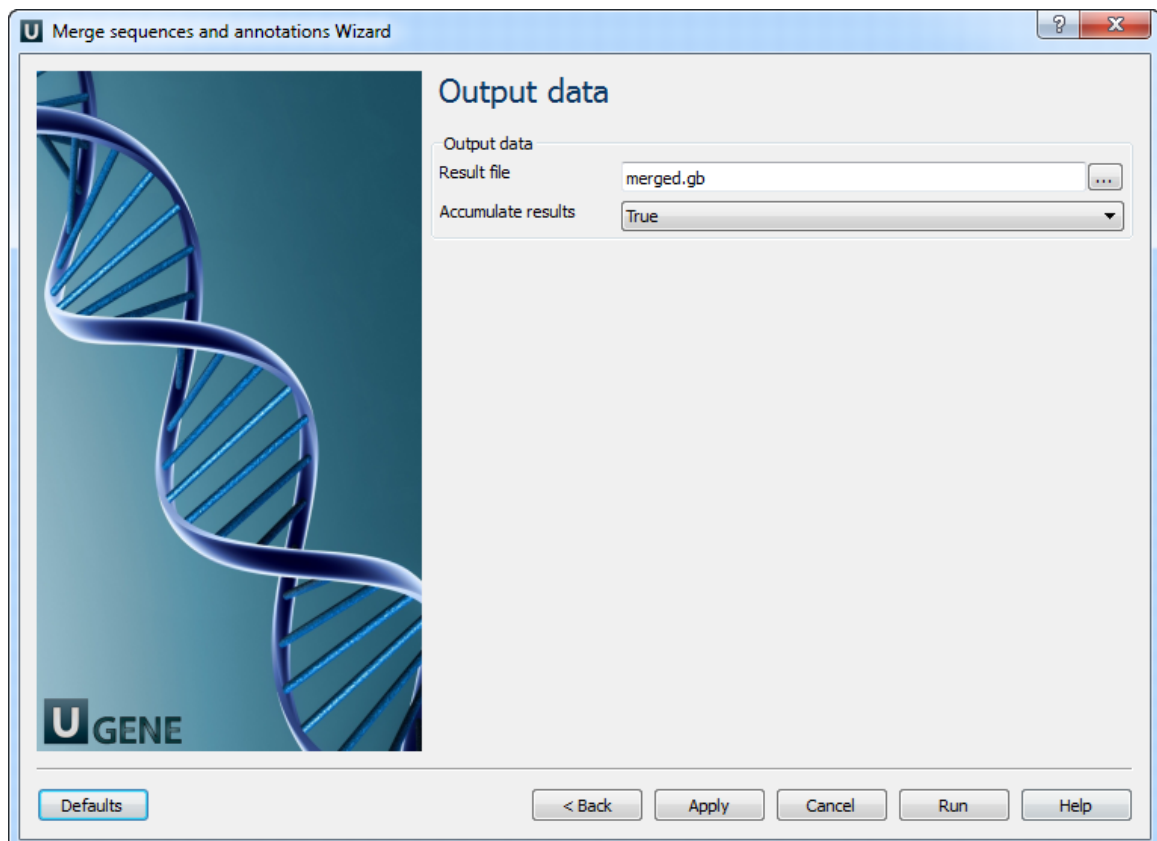 U Merge sequences and annotations Wizard
? X
Output data
Output data
Result file merged.gb ...
Accumulate results True
U GENE
Defaults < Back Apply Cancel Run Help